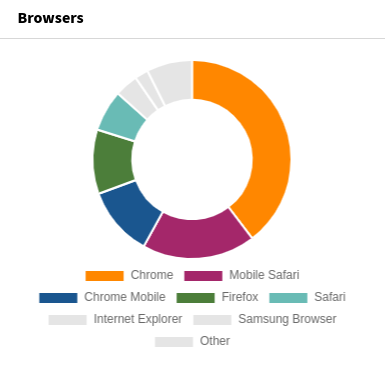 Browsers
Chrome Mobile Safari
Chrome Mobile Firefox Safari
Internet Explorer Samsung Browser
Other